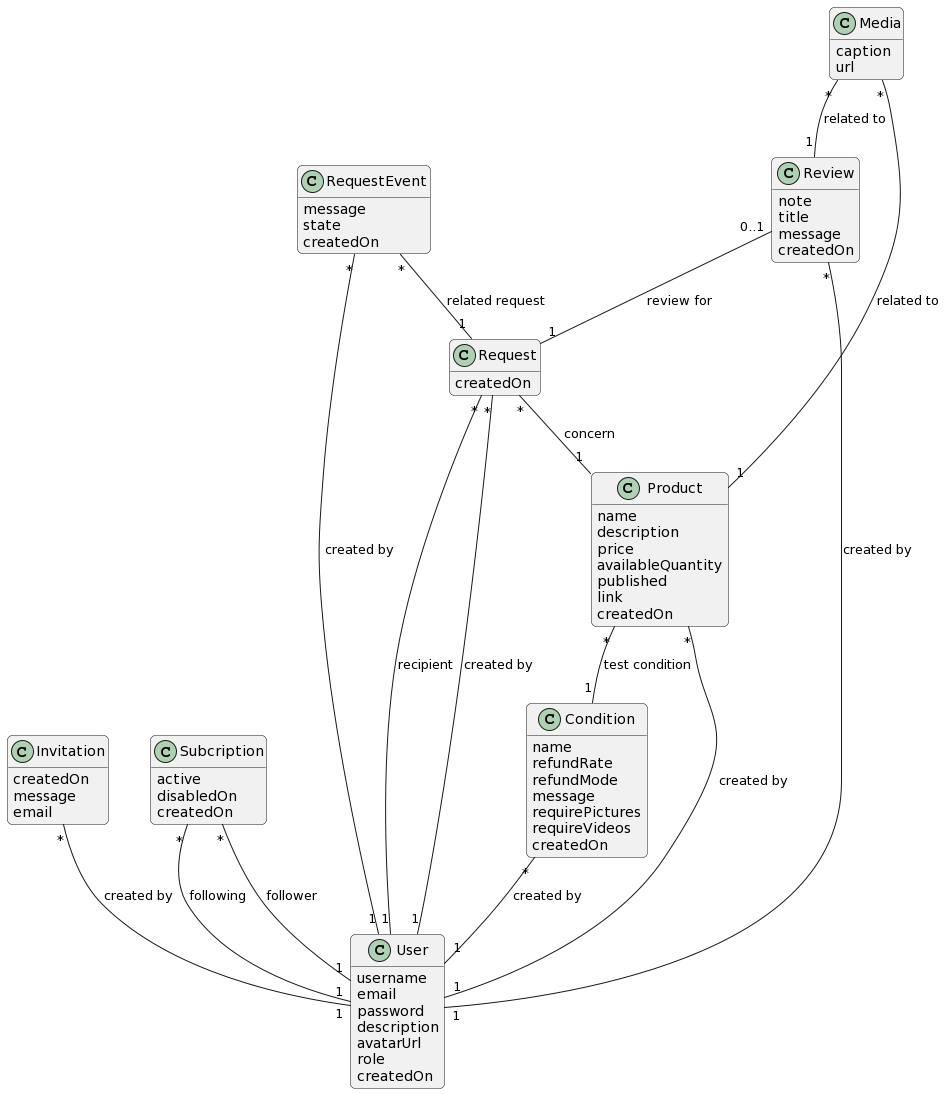 C Media
caption
url
*
*
related to
1
C Review
note
title
message
createdOn
0..1
*
C RequestEvent
message
state
createdOn
*
*
related request
1
review for
1
related to
C Request
createdOn
*
*
*
concern
1
1
C Product
name
description
price
availableQuantity
published
link
createdOn
created by
created by
*
*
recipient
created by
test condition
1
C Condition
name
refundRate
refundMode
message
requirePictures
requireVideos
createdOn
created by
C Invitation
createdOn
message
email
*
C Subcription
active
disabledOn
createdOn
*
*
*
created by
following
follower
created by
1
1
1
1
1
1
1
1
1
C User
username
email
password
description
avatarUrl
role
createdOn